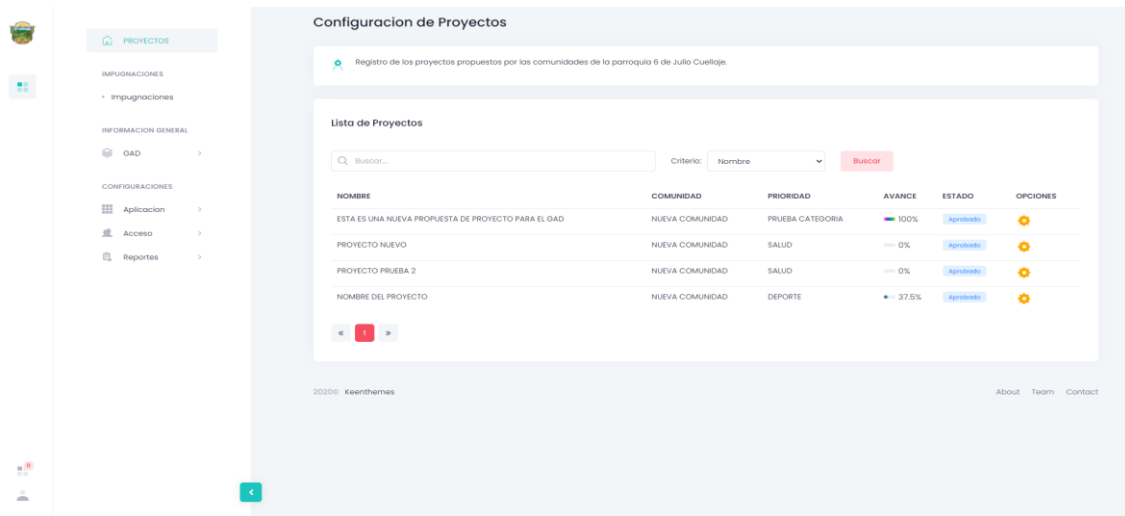 Configuracion de Proyectos
PROYECTOS
IMPUGNACIONES
Impugnaciones
INFORMACION GENERAL
GAD
CONFIGURACIONES
Aplicacion
Acceso
Reportes
0
Registro de los proyectos propuestos por las comunidades de la parroquia 6 de Julio Cuellaje.
Lista de Proyectos
Buscar... Criterio: Nombre Buscar
NOMBRE COMUNIDAD PRIORIDAD AVANCE ESTADO OPCIONES
ESTA ES UNA NUEVA PROPUESTA DE PROYECTO PARA EL GAD NUEVA COMUNIDAD PRUEBA CATEGORIA 100% Aprobado
PROYECTO NUEVO NUEVA COMUNIDAD SALUD 0% Aprobado
PROYECTO PRUEBA 2 NUEVA COMUNIDAD SALUD 0% Aprobado
NOMBRE DEL PROYECTO NUEVA COMUNIDAD DEPORTE 37.5% Aprobado
« 1 »
2020© Keenthemes About Team Contact